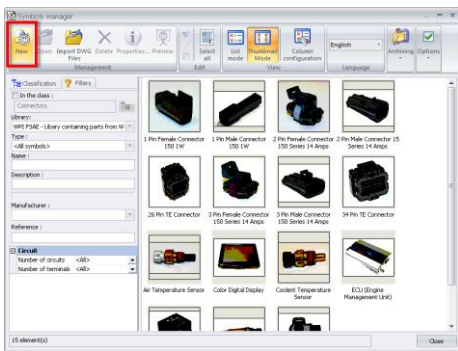 Symbols manager
New Open Import DWG Files Delete Properties... Preview Select all List mode Thumbnail Mode Column configuration English Archiving Options
Management Edit View Language
Classification Filters
In the class :
Connectors
Library:
WPI FSAE - Libary containing parts from W
Type :
<All symbols>
Name :
Description :
Manufacturer :
Reference :
Circuit
Number of circuits <All>
Number of terminals <All>
1 Pin Female Connector 150 1W
1 Pin Male Connector 150 1W
2 Pin Female Connector 150 Series 14 Amps
2 Pin Male Connector 15 Series 14 Amps
26 Pin TE Connector
3 Pin Female Connector 150 Series 14 Amps
3 Pin Male Connector 150 Series 14 Amps
34 Pin TE Connector
Air Temperature Sensor
Color Digital Display
Coolent Temperature Sensor
ECU (Engine Management Unit)
15 element(s)
Close